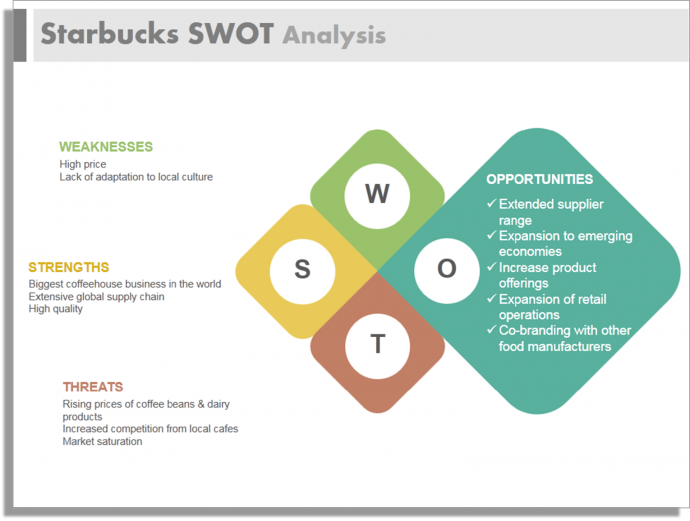 Starbucks SWOT Analysis
WEAKNESSES
High price
Lack of adaptation to local culture
STRENGTHS
Biggest coffeehouse business in the world
Extensive global supply chain
High quality
THREATS
Rising prices of coffee beans & dairy
products
Increased competition from local cafes
Market saturation
W
S
O
T
OPPORTUNITIES
✓ Extended supplier
range
✓ Expansion to emerging
economies
✓ Increase product
offerings
✓ Expansion of retail
operations
✓ Co-branding with other
food manufacturers